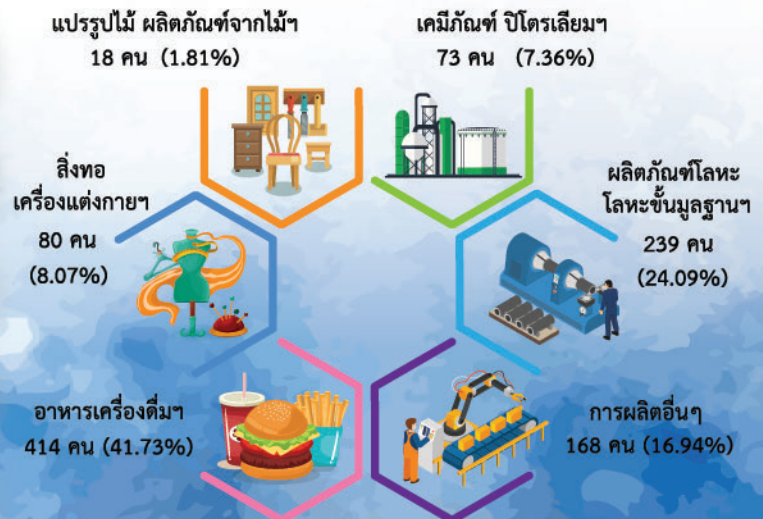 แปรรูปไม้ ผลิตภัณฑ์จากไม้ฯ
18 คน (1.81%)
เคมีภัณฑ์ ปิโตรเลียมฯ
73 คน (7.36%)
สิ่งทอ
เครื่องแต่งกายฯ
80 คน
(8.07%)
ผลิตภัณฑ์โลหะ
โลหะขั้นมูลฐานฯ
239 คน
(24.09%)
อาหารเครื่องดื่มฯ
414 คน (41.73%)
การผลิตอื่นๆ
168 คน (16.94%)